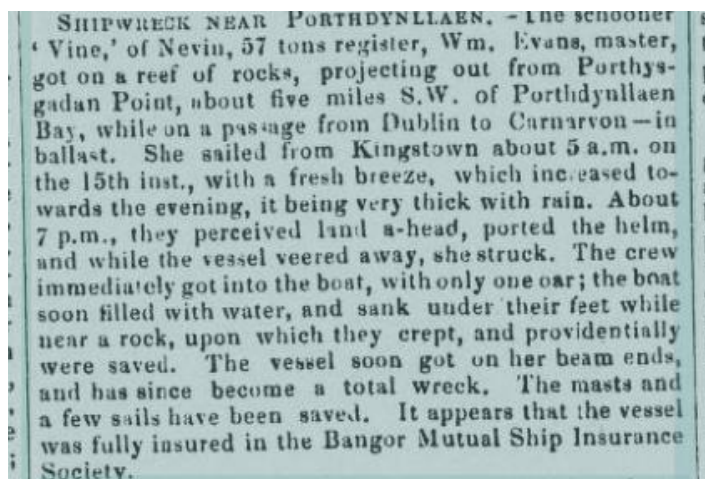 SHIPWRECK NEAR PORTHDYNLLAEN. - The schooner
‘ Vine,’ of Nevin, 57 tons register, Wm. Evans, master,
got on a reef of rocks, projecting out from Porthys-
gadan Point, about five miles S.W. of Porthdynllaen
Bay, while on a passage from Dublin to Carnarvon—in
ballast. She sailed from Kingstown about 5 a.m. on
the 15th inst., with a fresh breeze, which increased to-
wards the evening, it being very thick with rain. About
7 p.m., they perceived land a-head, ported the helm,
and while the vessel veered away, she struck. The crew
immediately got into the boat, with only one oar; the boat
soon filled with water, and sank under their feet while
near a rock, upon which they crept, and providentially
were saved. The vessel soon got on her beam ends,
and has since become a total wreck. The masts and
a few sails have been saved. It appears that the vessel
was fully insured in the Bangor Mutual Ship Insurance
Society.